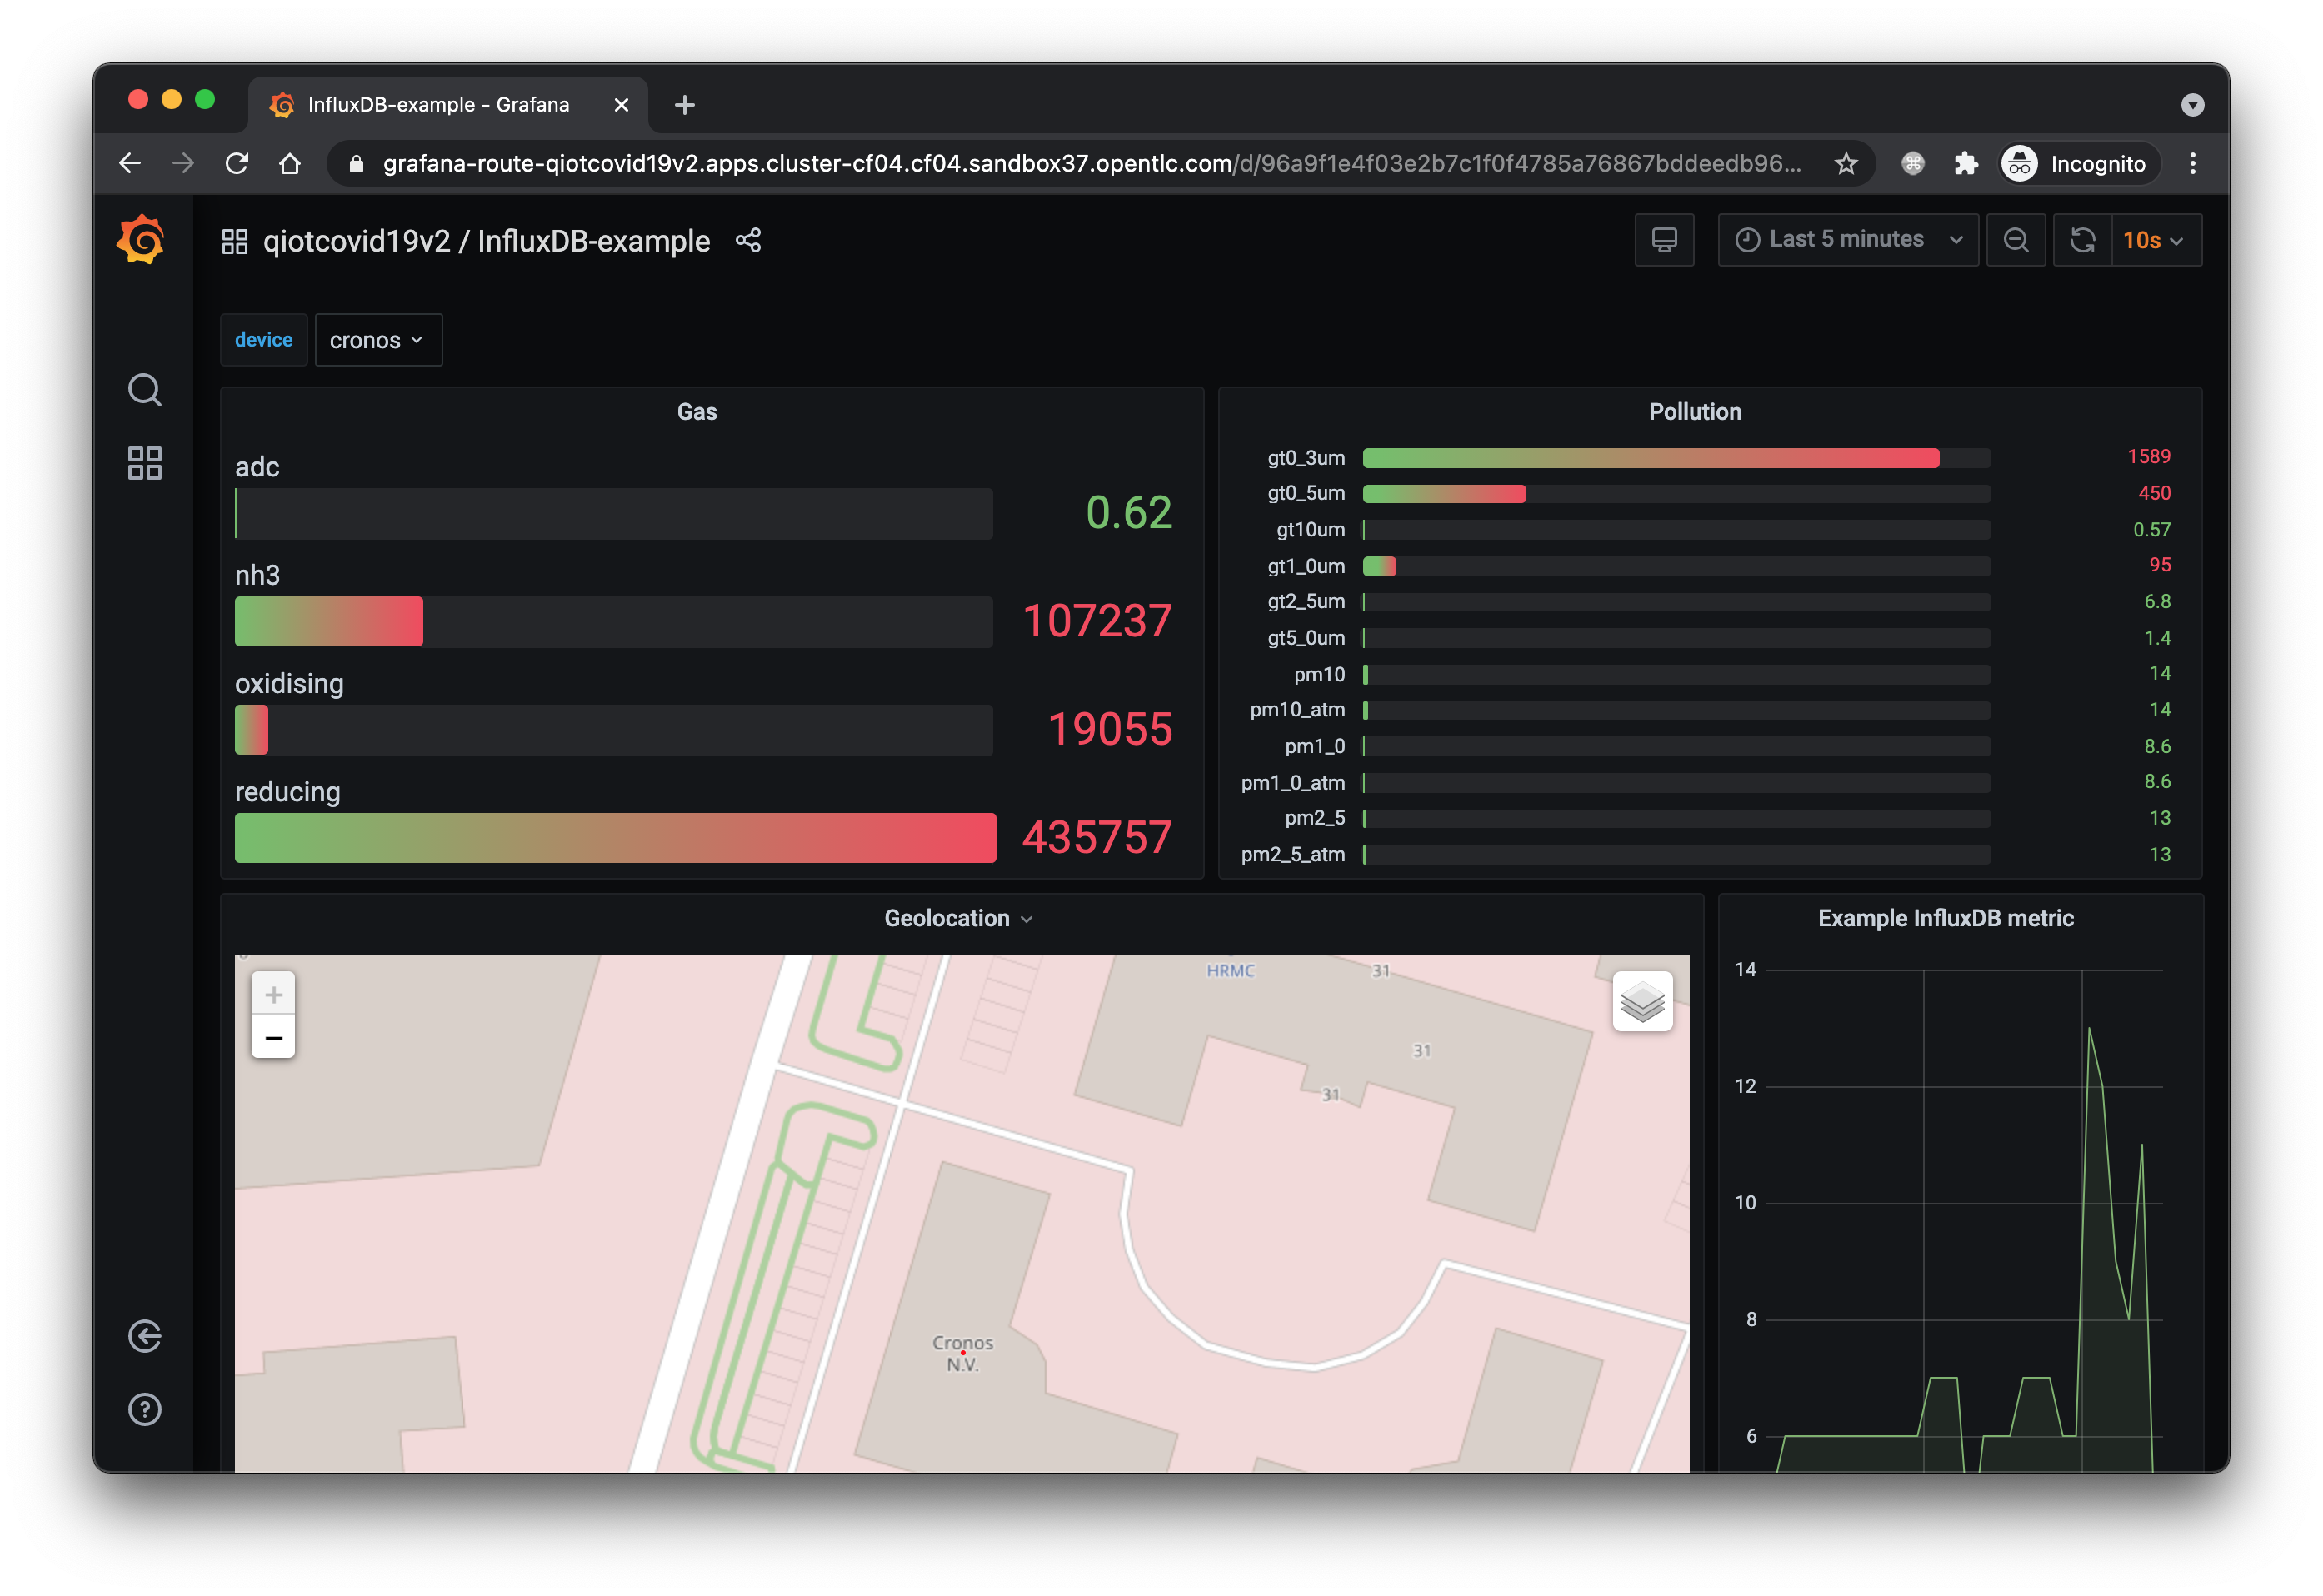 InfluxDB-example - Grafana
grafana-route-qiotcovid19v2.apps.cluster-cf04.cf04.sandbox37.opentlc.com/d/96a9f1e4f03e2b7c1f0f4785a76867bddeedb96...
Incognito
qiotcovid19v2 / InfluxDB-example
Last 5 minutes
10s
device
cronos
Gas
adc
0.62
nh3
107237
oxidising
19055
reducing
435757
Pollution
gt0_3um 1589
gt0_5um 450
gt10um 0.57
gt1_0um 95
gt2_5um 6.8
gt5_0um 1.4
pm10 14
pm10_atm 14
pm1_0 8.6
pm1_0_atm 8.6
pm2_5 13
pm2_5_atm 13
Geolocation
+
−
HRMC
31
31
31
Cronos
N.V.
Example InfluxDB metric
14
12
10
8
6